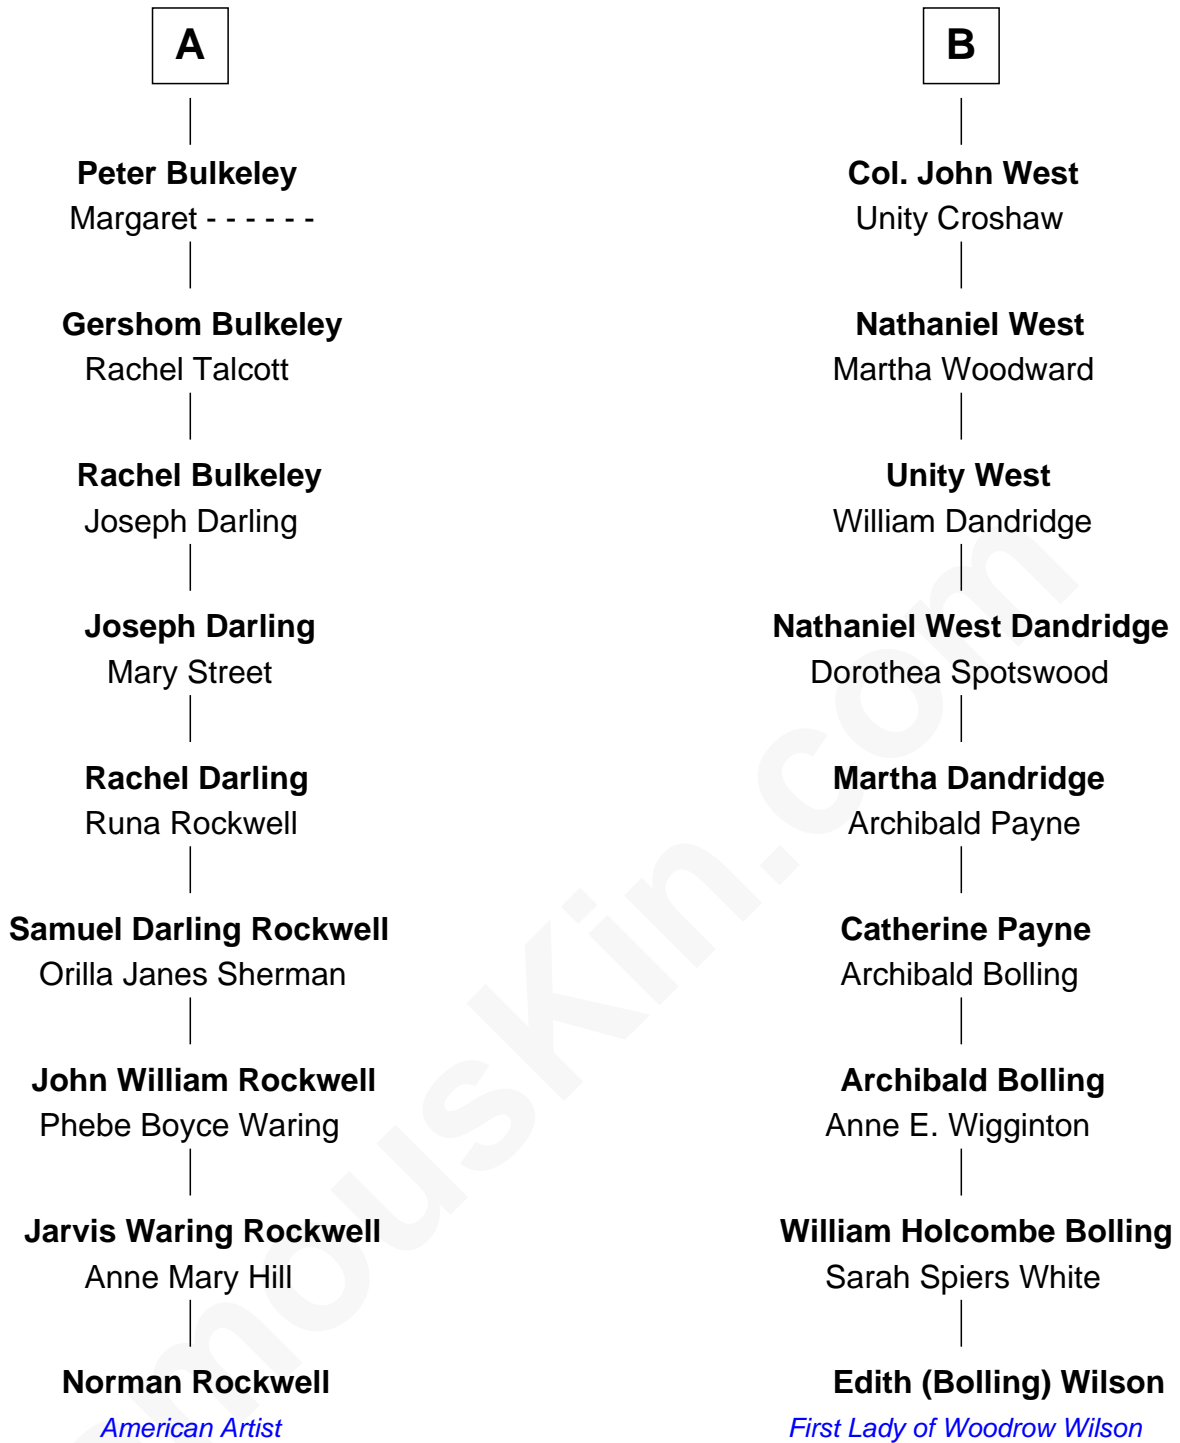 A
Peter Bulkeley
Margaret - - - - - -
Gershom Bulkeley
Rachel Talcott
Rachel Bulkeley
Joseph Darling
Joseph Darling
Mary Street
Rachel Darling
Runa Rockwell
Samuel Darling Rockwell
Orilla Janes Sherman
John William Rockwell
Phebe Boyce Waring
Jarvis Waring Rockwell
Anne Mary Hill
Norman Rockwell
American Artist
B
Col. John West
Unity Croshaw
Nathaniel West
Martha Woodward
Unity West
William Dandridge
Nathaniel West Dandridge
Dorothea Spotswood
Martha Dandridge
Archibald Payne
Catherine Payne
Archibald Bolling
Archibald Bolling
Anne E. Wigginton
William Holcombe Bolling
Sarah Spiers White
Edith (Bolling) Wilson
First Lady of Woodrow Wilson
mousKin.com